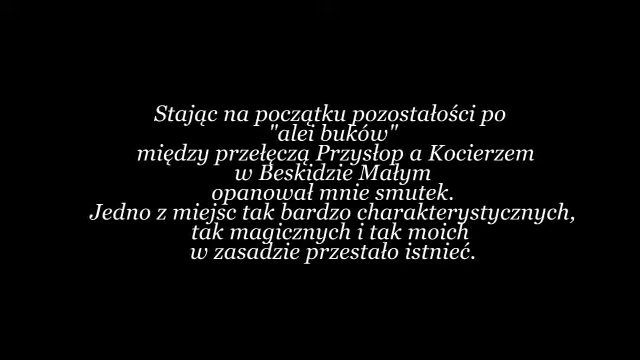 Stając na początku pozostałości po
"alei buków"
między przełęczą Przysłop a Kocierzem
w Beskidzie Małym
opanował mnie smutek.
Jedno z miejsc tak bardzo charakterystycznych,
tak magicznych i tak moich
w zasadzie przestało istnieć.